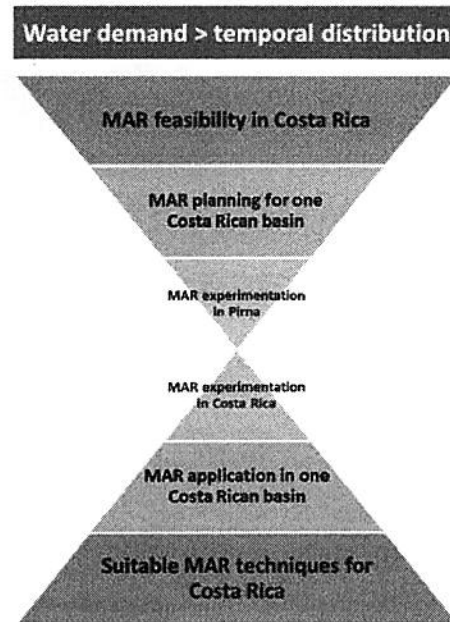 Water demand > temporal distribution
MAR feasibility in Costa Rica
MAR planning for one
Costa Rican basin
MAR experimentation
in Pirna
MAR experimentation
in Costa Rica
MAR application in one
Costa Rican basin
Suitable MAR techniques for
Costa Rica